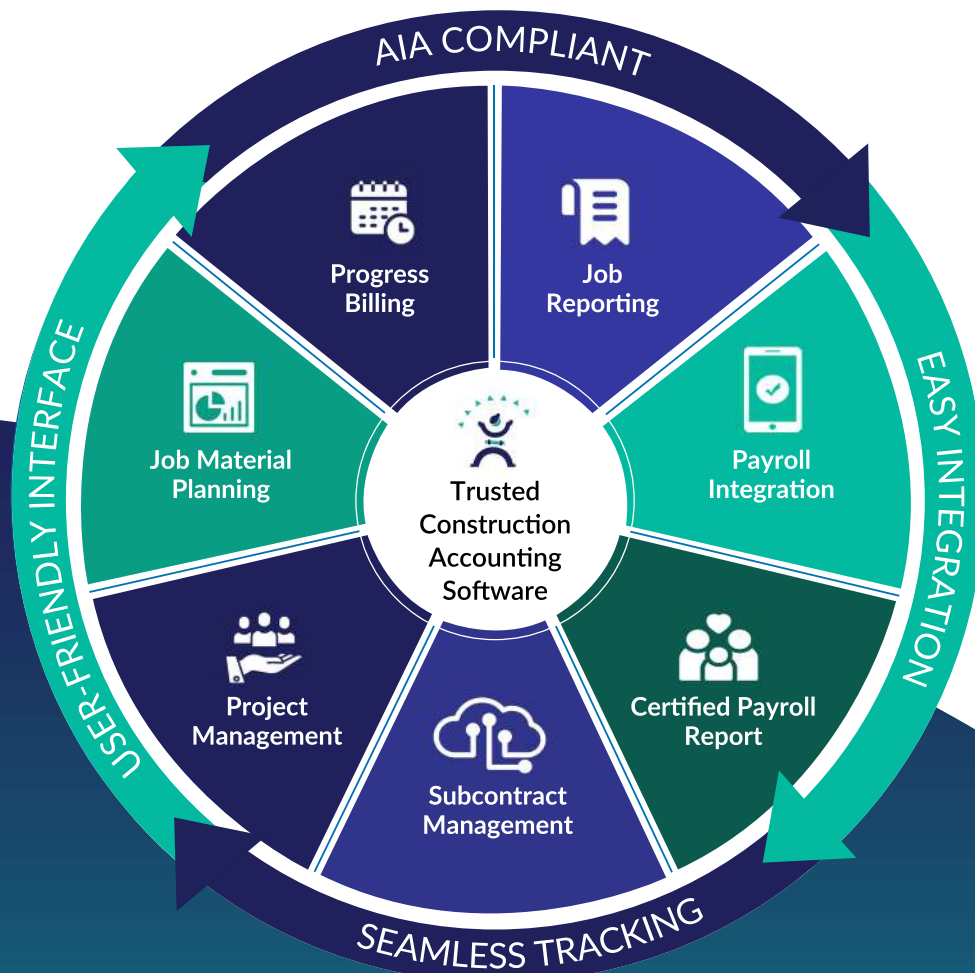 AIA COMPLIANT
Progress
Billing
Job
Reporting
Job Material
Planning
Payroll
Integration
Trusted
Construction
Accounting
Software
USER-FRIENDLY INTERFACE
EASY INTEGRATION
Project
Management
Certified Payroll
Report
Subcontract
Management
SEAMLESS TRACKING